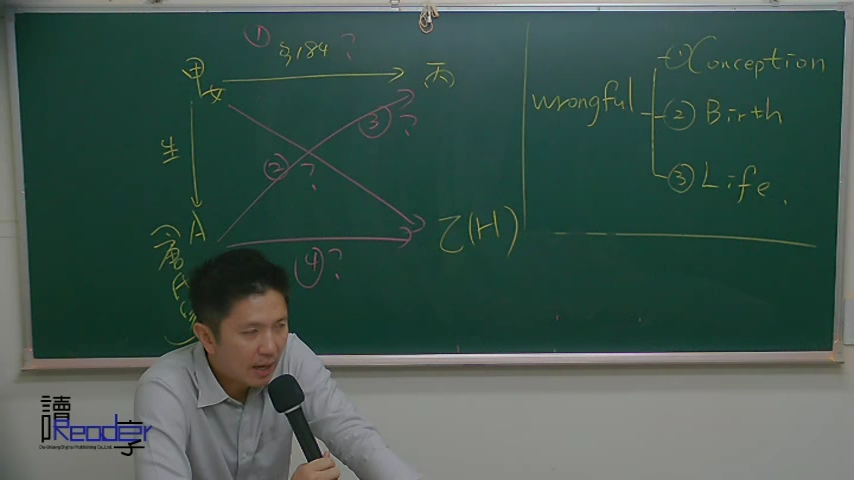 ① §184 ?
甲女
丙
③ ?
② ?
生
A
乙(H)
④ ?
wrongful
① Conception
② Birth
③ Life.
讀
Reader
字